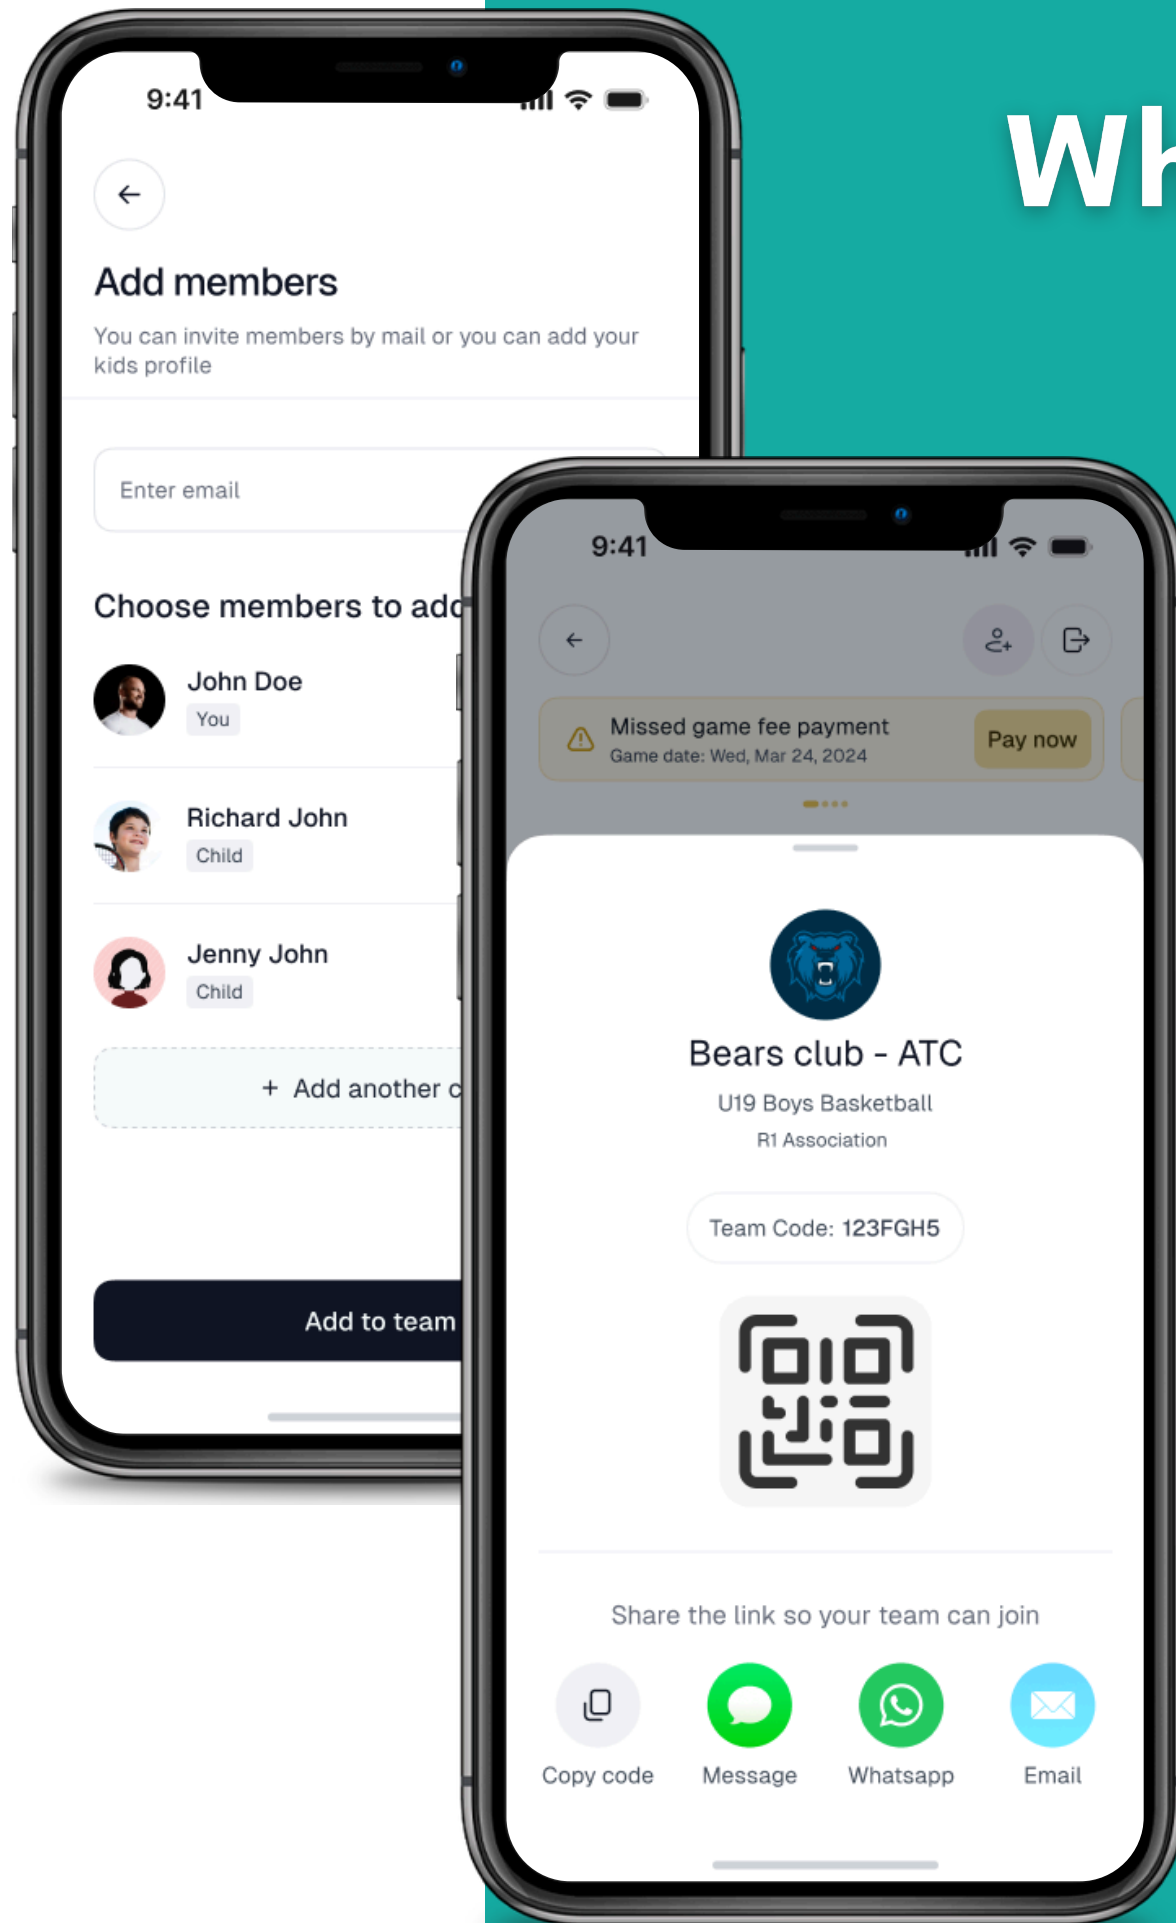 Wh
9:41
Add members
You can invite members by mail or you can add your
kids profile
Enter email
Choose members to add
John Doe
You
Richard John
Child
Jenny John
Child
+ Add another c
Add to team
9:41
Missed game fee payment
Game date: Wed, Mar 24, 2024
Pay now
Bears club - ATC
U19 Boys Basketball
R1 Association
Team Code: 123FGH5
Share the link so your team can join
Copy code
Message
Whatsapp
Email